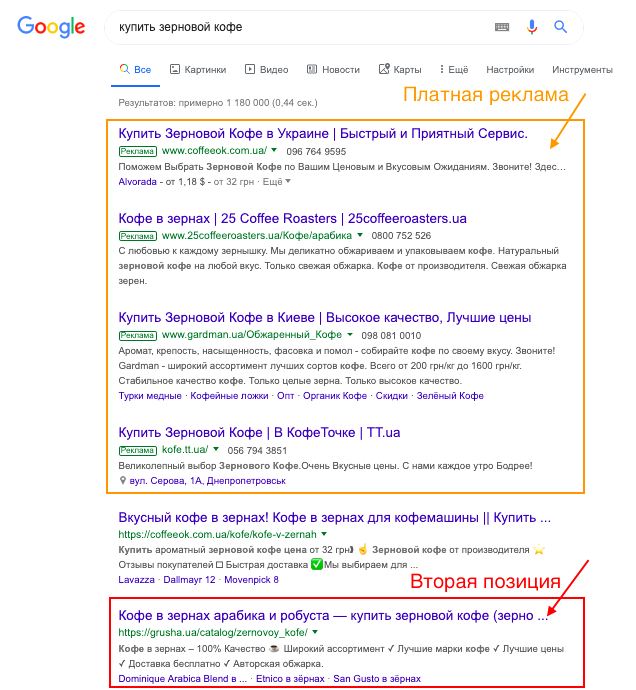 Google
купить зерновой кофе
Все Картинки Видео Новости Карты Ещё Настройки Инструменты
Результатов: примерно 1 180 000 (0,44 сек.)
Платная реклама
Купить Зерновой Кофе в Украине | Быстрый и Приятный Сервис.
Реклама www.coffeeok.com.ua/ 096 764 9595
Поможем Выбрать Зерновой Кофе по Вашим Ценовым и Вкусовым Ожиданиям. Звоните! Здес...
Alvorada - от 1,18 $ - от 32 грн · Ещё
Кофе в зернах | 25 Coffee Roasters | 25coffeeroasters.ua
Реклама www.25coffeeroasters.ua/Кофе/арабика 0800 752 526
С любовью к каждому зернышку. Мы деликатно обжариваем и упаковываем кофе. Натуральный
зерновой кофе на любой вкус. Только свежая обжарка. Кофе от производителя. Свежая обжарка
зерен.
Купить Зерновой Кофе в Киеве | Высокое качество, Лучшие цены
Реклама www.gardman.ua/Обжаренный_Кофе 098 081 0010
Аромат, крепость, насыщенность, фасовка и помол - собирайте кофе по своему вкусу. Звоните!
Gardman - широкий ассортимент лучших сортов кофе. Всего от 200 грн/кг до 1600 грн/кг.
Стабильное качество кофе. Только целые зерна. Только высокое качество.
Турки медные · Кофейные ложки · Опт · Органик Кофе · Скидки · Зелёный Кофе
Купить Зерновой Кофе | В КофеТочке | TT.ua
Реклама kofe.tt.ua/ 056 794 3851
Великолепный выбор Зернового Кофе.Очень Вкусные цены. С нами каждое утро Бодрее!
вул. Серова, 1А, Днепропетровськ
Вкусный кофе в зернах! Кофе в зернах для кофемашины || Купить ...
https://coffeeok.com.ua/kofe/kofe-v-zernah
Купить ароматный зерновой кофе цена от 32 грн ☝ Зерновой кофе от производителя ⭐
Отзывы покупателей ☐ Быстрая доставка ✅Мы выбираем для ...
Lavazza · Dallmayr 12 · Movenpick 8
Вторая позиция
Кофе в зернах арабика и робуста — купить зерновой кофе (зерно ...
https://grusha.ua/catalog/zernovoy_kofe/
Кофе в зернах – 100% Качество ☕ Широкий ассортимент ✓ Лучшие марки кофе ✓ Лучшие цены
✓ Доставка бесплатно ✓ Авторская обжарка.
Dominique Arabica Blend в ... · Etnico в зёрнах · San Gusto в зёрнах